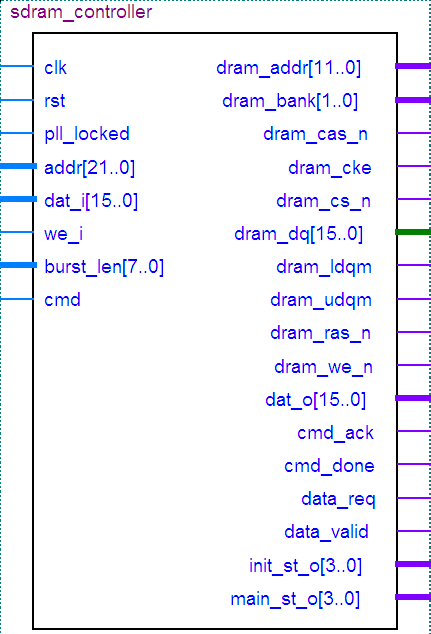 sdram_controller
clk
rst
pll_locked
addr[21..0]
dat_i[15..0]
we_i
burst_len[7..0]
cmd
dram_addr[11..0]
dram_bank[1..0]
dram_cas_n
dram_cke
dram_cs_n
dram_dq[15..0]
dram_ldqm
dram_udqm
dram_ras_n
dram_we_n
dat_o[15..0]
cmd_ack
cmd_done
data_req
data_valid
init_st_o[3..0]
main_st_o[3..0]